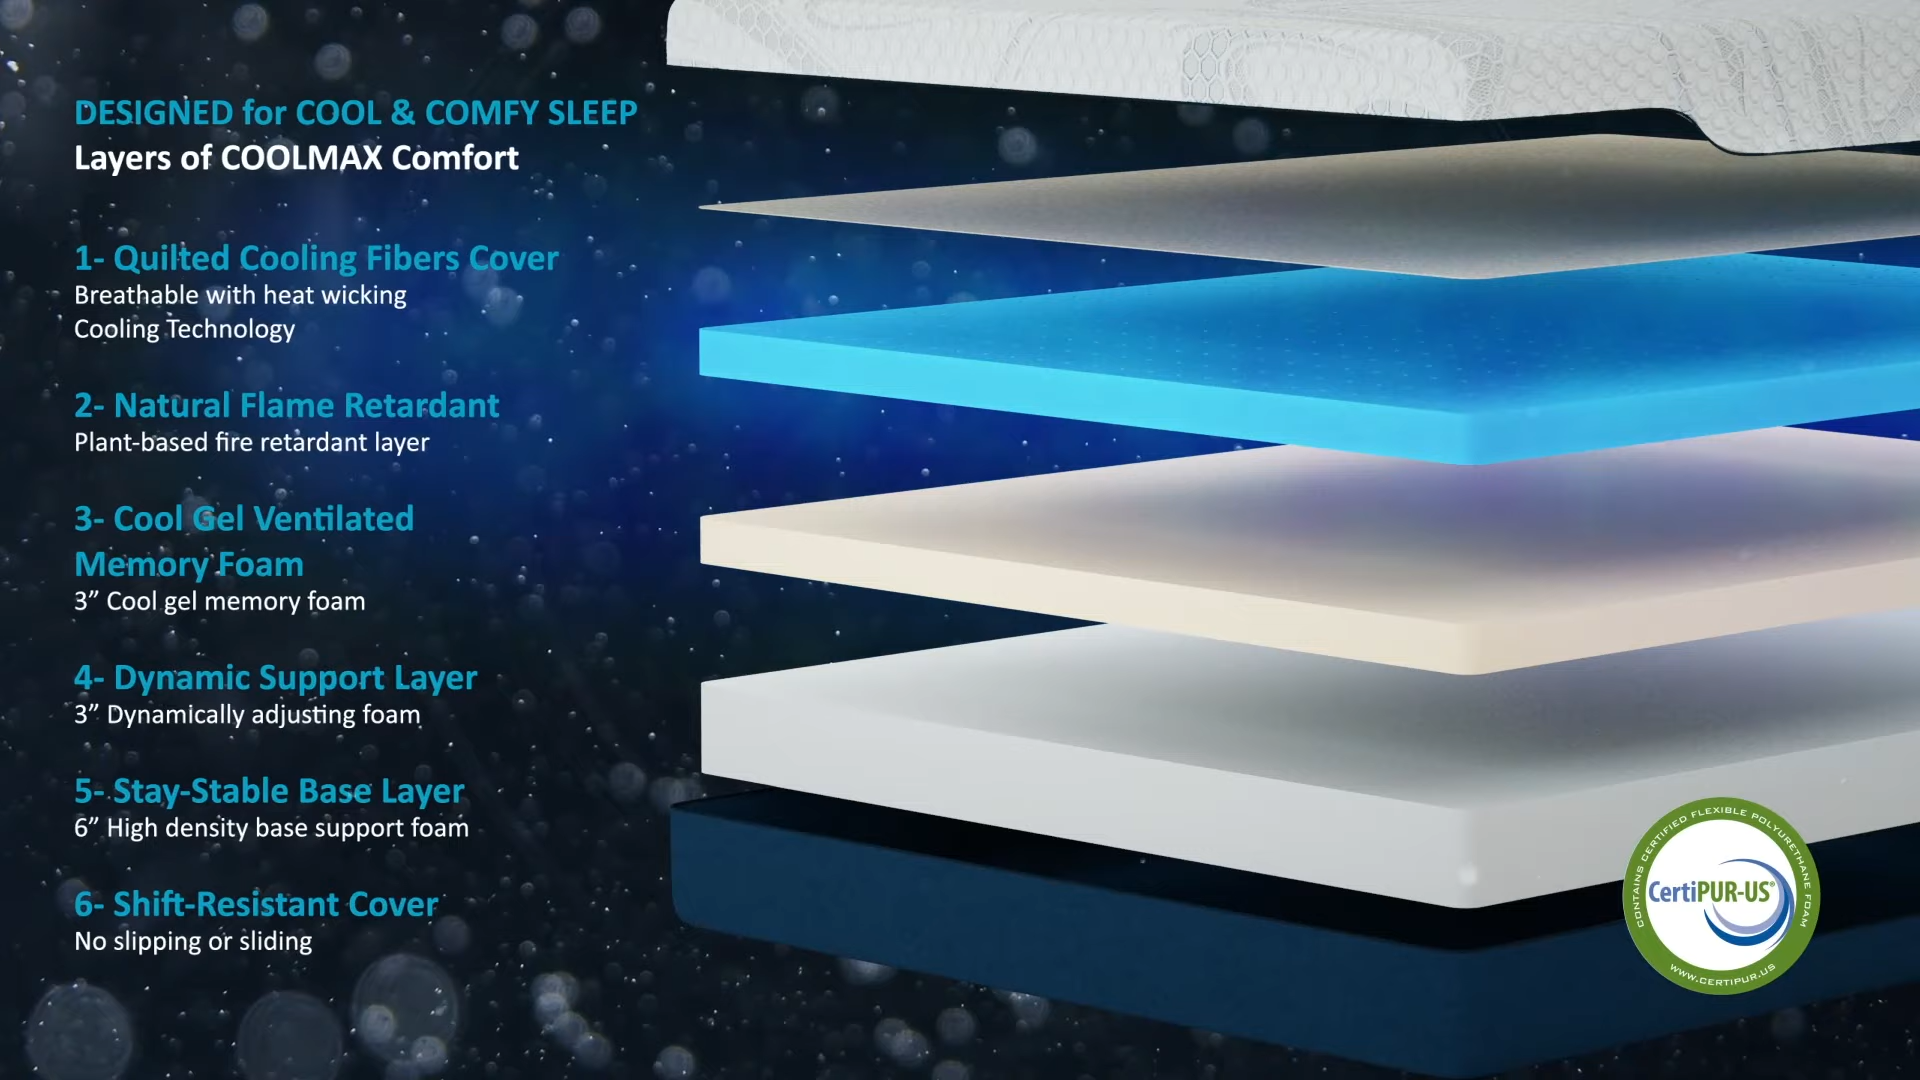 DESIGNED for COOL & COMFY SLEEP
Layers of COOLMAX Comfort
1- Quilted Cooling Fibers Cover
Breathable with heat wicking
Cooling Technology
2- Natural Flame Retardant
Plant-based fire retardant layer
3- Cool Gel Ventilated
Memory Foam
3” Cool gel memory foam
4- Dynamic Support Layer
3” Dynamically adjusting foam
5- Stay-Stable Base Layer
6” High density base support foam
6- Shift-Resistant Cover
No slipping or sliding
CONTAINS CERTIFIED FLEXIBLE POLYURETHANE FOAM
CertiPUR-US®
WWW.CERTIPUR.US